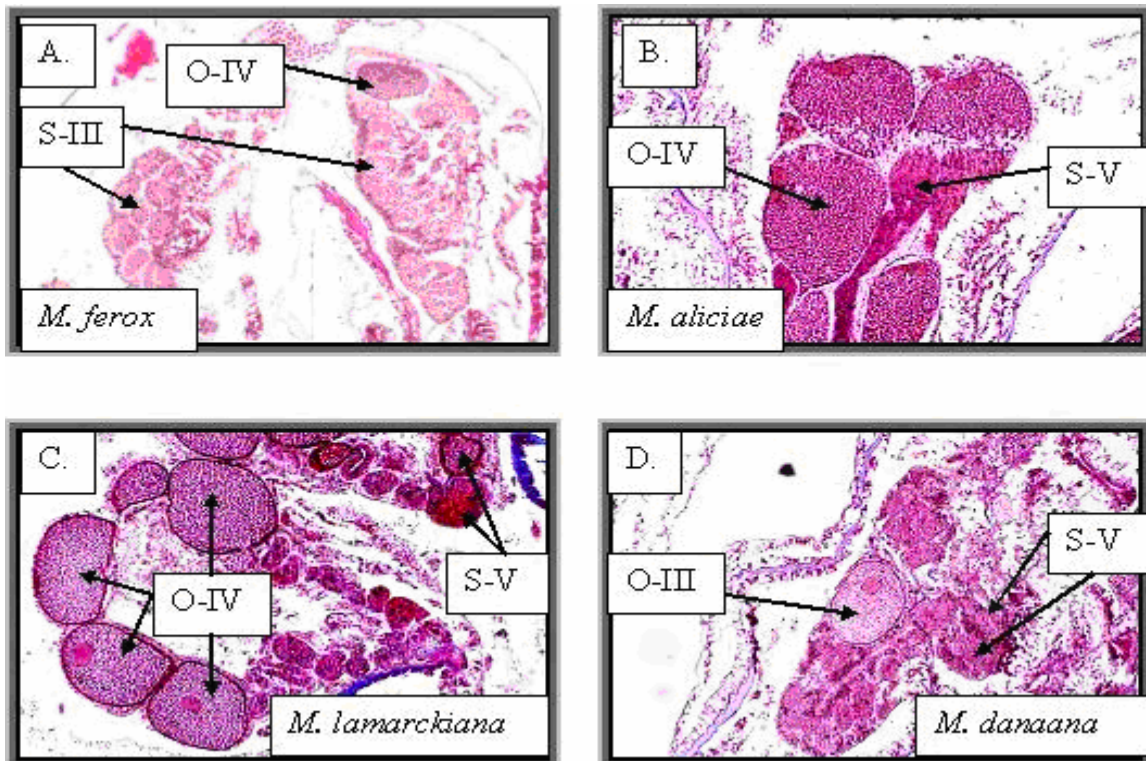 A.
O-IV
S-III
M. ferox
B.
O-IV
S-V
M. aliciae
C.
S-V
O-IV
M. lamarckiana
D.
S-V
O-III
M. danaana